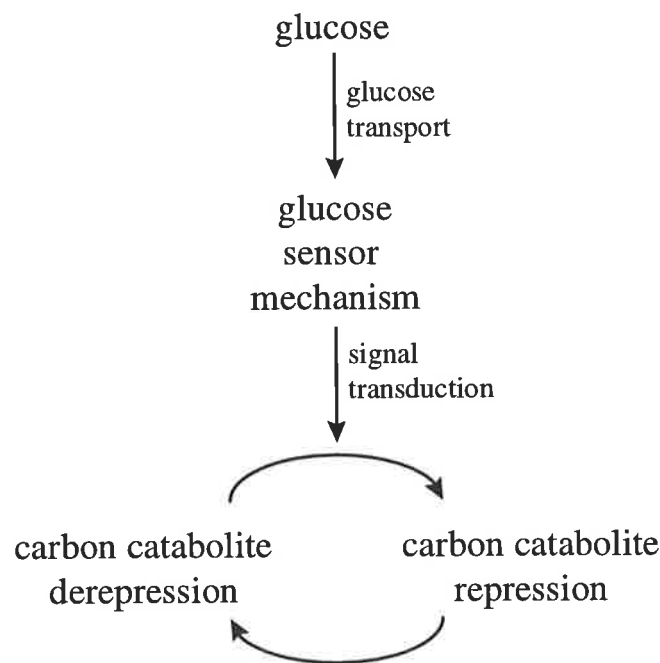 glucose
glucose
transport
glucose
sensor
mechanism
signal
transduction
carbon catabolite
derepression
carbon catabolite
repression